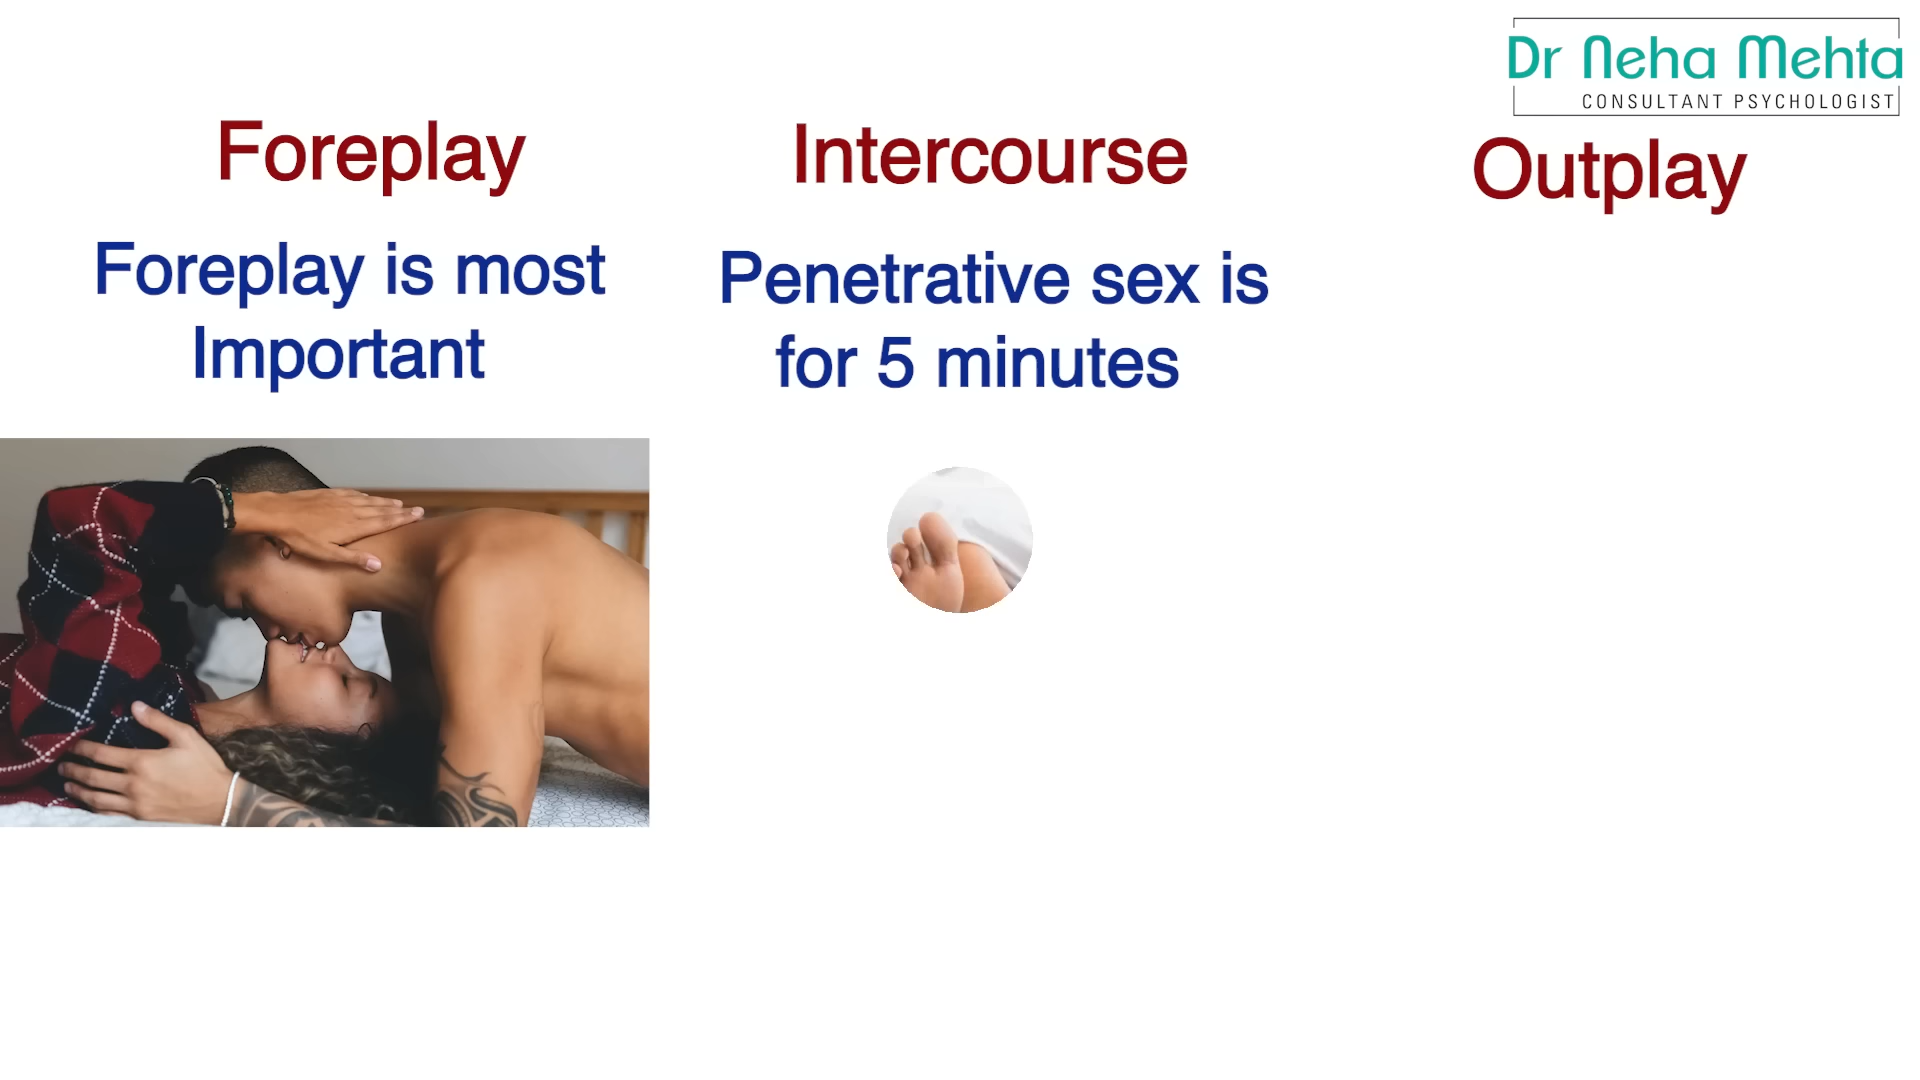 Dr Neha Mehta
CONSULTANT PSYCHOLOGIST
Foreplay
Foreplay is most
Important
Intercourse
Penetrative sex is
for 5 minutes
Outplay